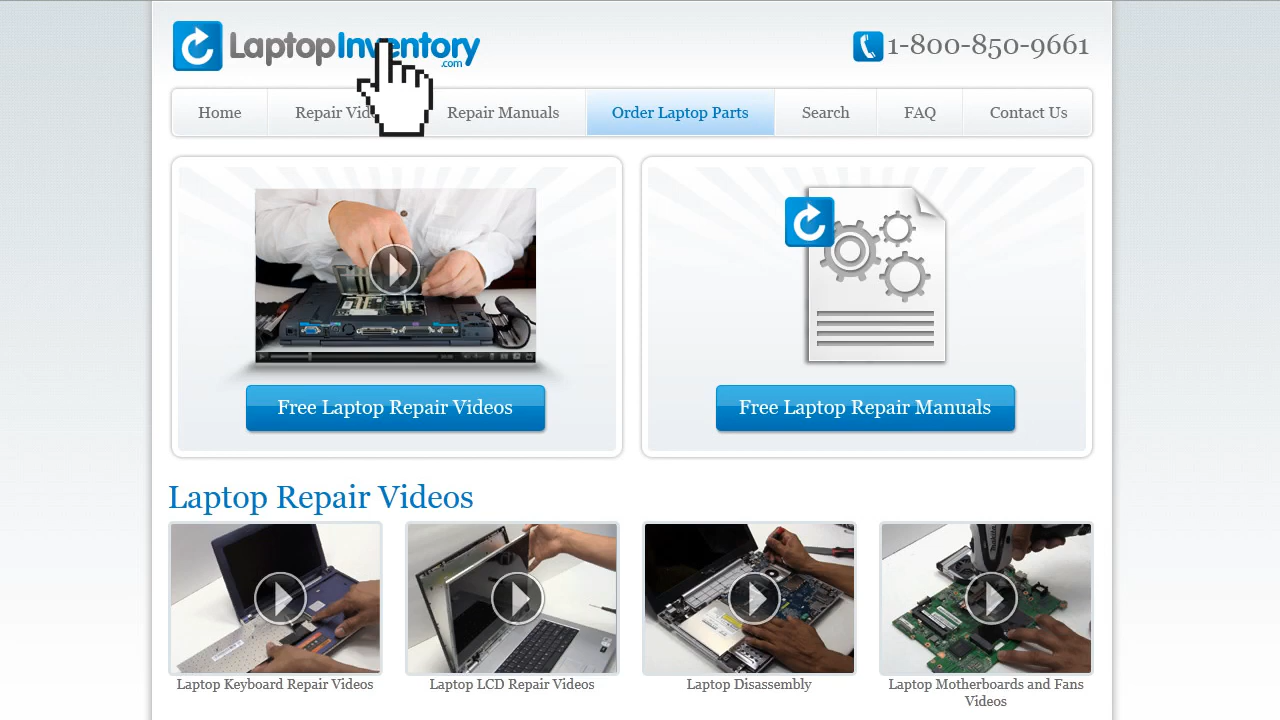 LaptopInventory
.com
1-800-850-9661
Home
Repair
Repair Manuals
Order Laptop Parts
Search
FAQ
Contact Us
Free Laptop Repair Videos
Free Laptop Repair Manuals
Laptop Repair Videos
Laptop Keyboard Repair Videos
Laptop LCD Repair Videos
Laptop Disassembly
Laptop Motherboards and Fans
Videos